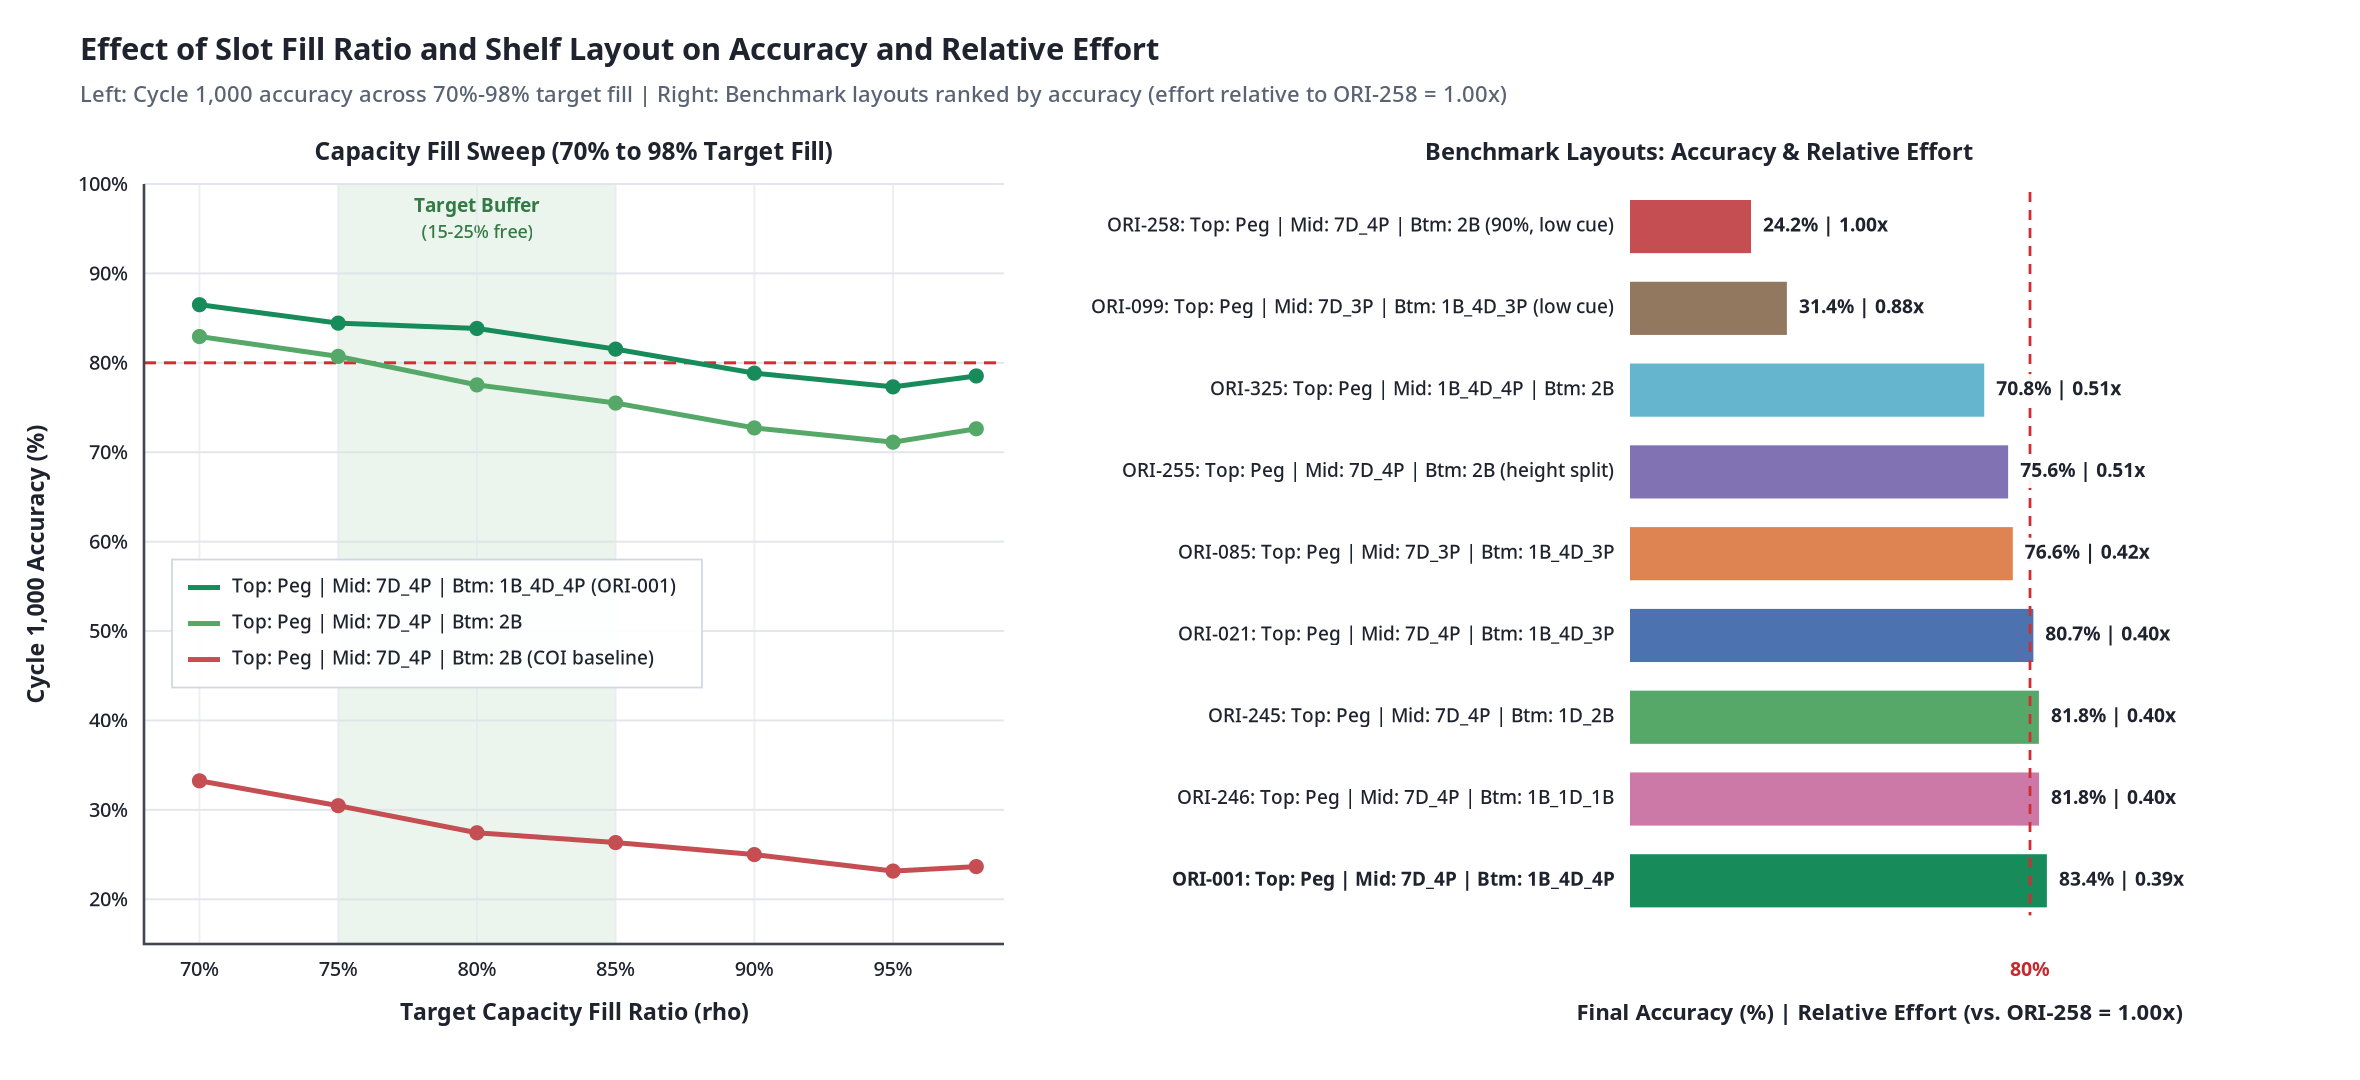 Effect of Slot Fill Ratio and Shelf Layout on Accuracy and Relative Effort
Left: Cycle 1,000 accuracy across 70%-98% target fill | Right: Benchmark layouts ranked by accuracy (effort relative to ORI-258 = 1.00x)
Capacity Fill Sweep (70% to 98% Target Fill)
100%
90%
80%
70%
60%
50%
40%
30%
20%
Cycle 1,000 Accuracy (%)
Target Buffer
(15-25% free)
Top: Peg | Mid: 7D_4P | Btm: 1B_4D_4P (ORI-001)
Top: Peg | Mid: 7D_4P | Btm: 2B
Top: Peg | Mid: 7D_4P | Btm: 2B (COI baseline)
70% 75% 80% 85% 90% 95%
Target Capacity Fill Ratio (rho)
Benchmark Layouts: Accuracy & Relative Effort
ORI-258: Top: Peg | Mid: 7D_4P | Btm: 2B (90%, low cue) 24.2% | 1.00x
ORI-099: Top: Peg | Mid: 7D_3P | Btm: 1B_4D_3P (low cue) 31.4% | 0.88x
ORI-325: Top: Peg | Mid: 1B_4D_4P | Btm: 2B 70.8% | 0.51x
ORI-255: Top: Peg | Mid: 7D_4P | Btm: 2B (height split) 75.6% | 0.51x
ORI-085: Top: Peg | Mid: 7D_3P | Btm: 1B_4D_3P 76.6% | 0.42x
ORI-021: Top: Peg | Mid: 7D_4P | Btm: 1B_4D_3P 80.7% | 0.40x
ORI-245: Top: Peg | Mid: 7D_4P | Btm: 1D_2B 81.8% | 0.40x
ORI-246: Top: Peg | Mid: 7D_4P | Btm: 1B_1D_1B 81.8% | 0.40x
ORI-001: Top: Peg | Mid: 7D_4P | Btm: 1B_4D_4P 83.4% | 0.39x
80%
Final Accuracy (%) | Relative Effort (vs. ORI-258 = 1.00x)